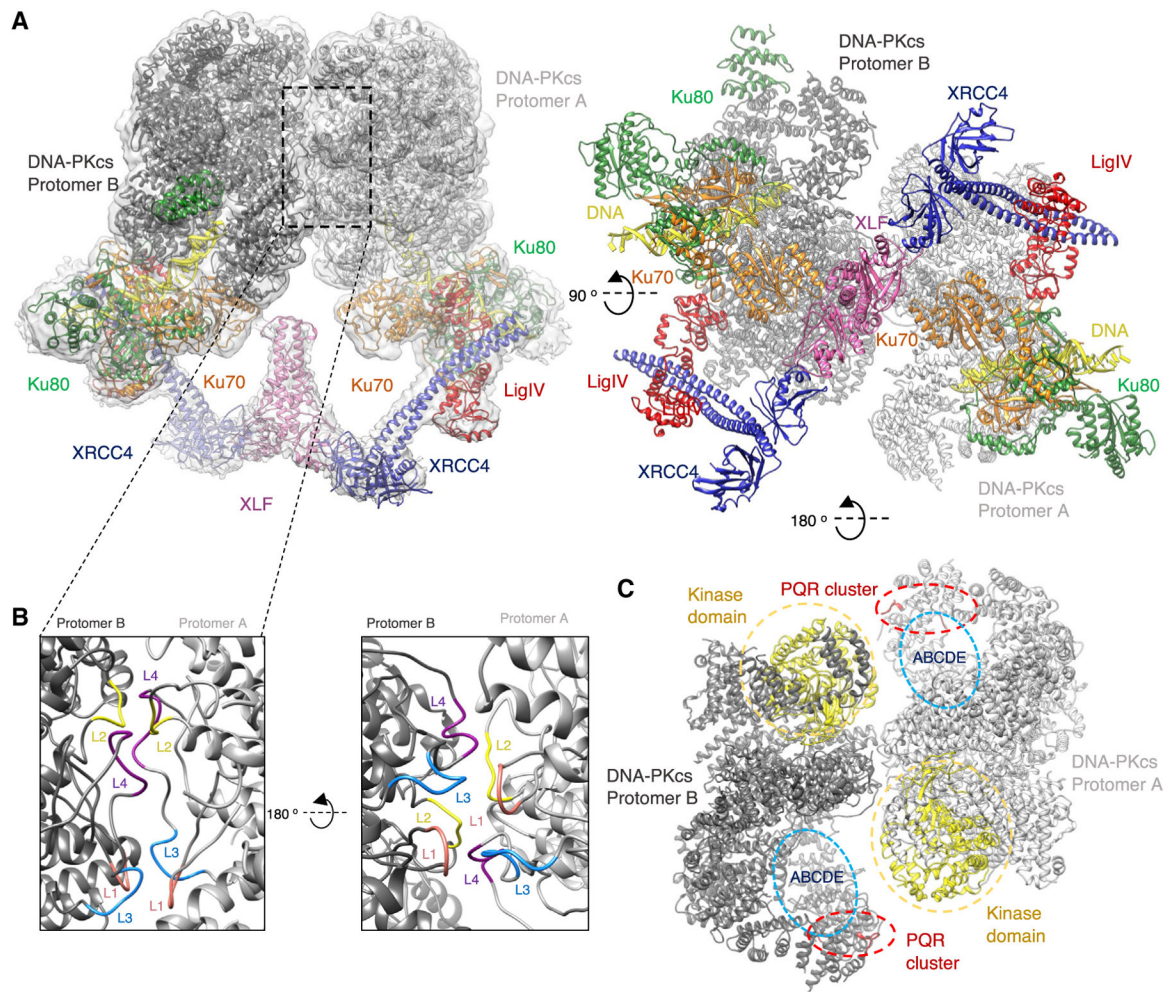 A
DNA-PKcs
Protomer A
DNA-PKcs
Protomer B
Ku80
Ku80
Ku70
Ku70
LigIV
XRCC4
XRCC4
XLF
90 o
DNA-PKcs
Protomer B
Ku80
XRCC4
LigIV
DNA
XLF
Ku70
Ku70
DNA
Ku80
LigIV
XRCC4
DNA-PKcs
Protomer A
180 o
B
Protomer B
Protomer A
L4
L2
L2
L4
L3
L1
L3
L1
180 o
Protomer B
Protomer A
L4
L2
L3
L2
L1
L1
L4
L3
C
Kinase
domain
PQR cluster
ABCDE
DNA-PKcs
Protomer B
DNA-PKcs
Protomer A
ABCDE
PQR
cluster
Kinase
domain